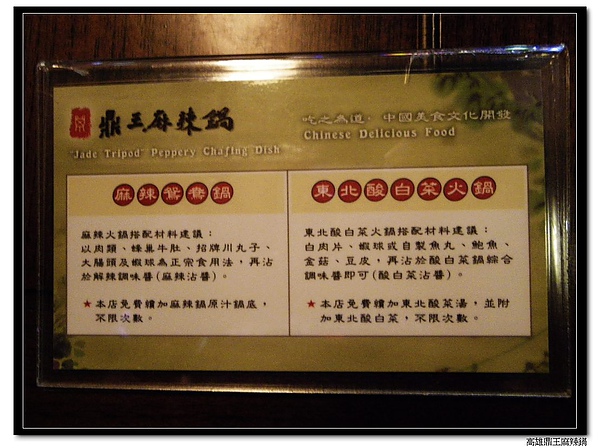 鼎王麻辣鍋
吃之為道．中國美食文化開發
Chinese Delicious Food
"Jade Tripod" Peppery Chafing Dish
麻辣鴛鴦鍋
麻辣火鍋搭配材料建議：
以肉類、蜂巢牛肚、招牌川丸子、
大腸頭及蝦球為正宗食用法，再沾
於解辣調味醬(麻辣沾醬)。
★本店免費續加麻辣鍋原汁鍋底，
不限次數。
東北酸白菜火鍋
東北酸白菜火鍋搭配材料建議：
白肉片、蝦球或自製魚丸、鮑魚、
金菇、豆皮，再沾於酸白菜鍋綜合
調味醬即可(酸白菜沾醬)。
★本店免費續加東北酸菜湯，並附
加東北酸白菜，不限次數。
高雄鼎王麻辣鍋